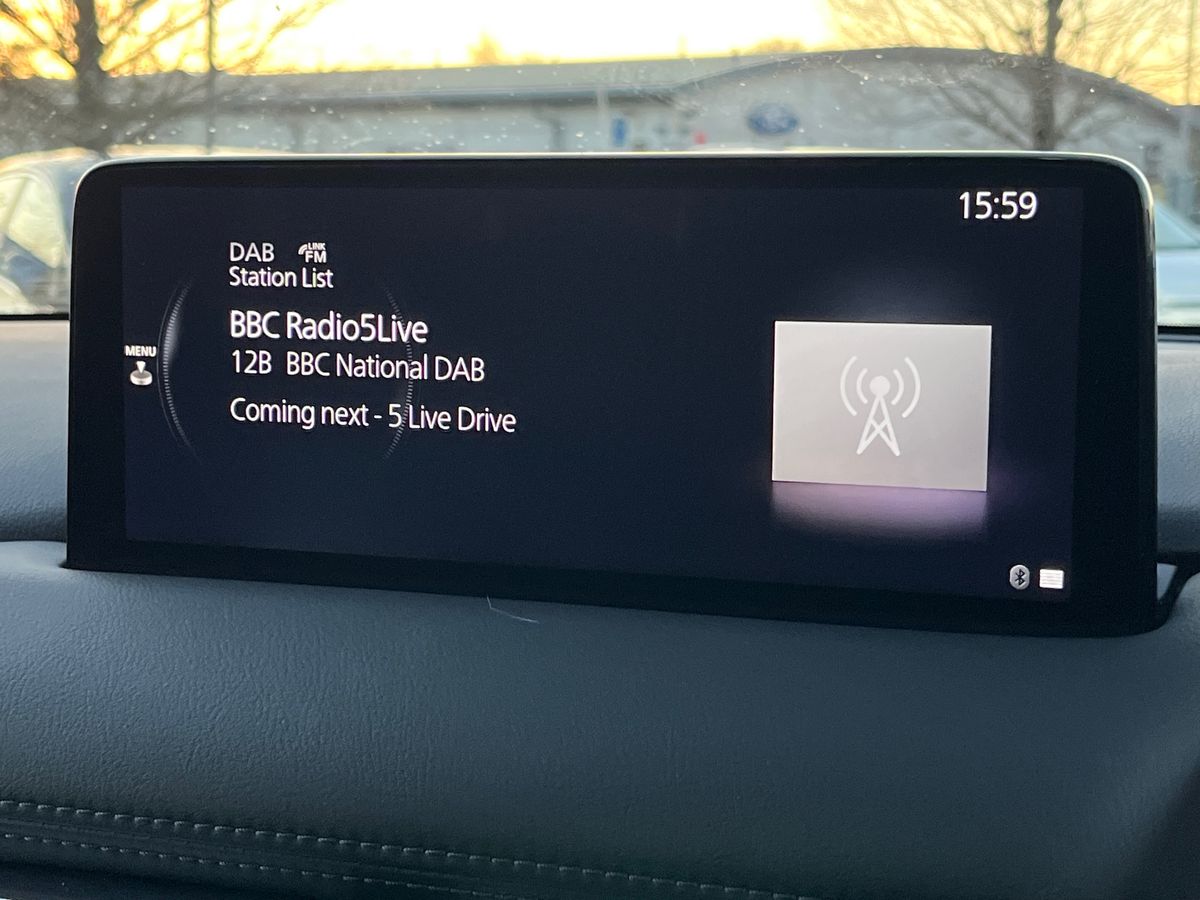 15:59
DAB LINK FM
Station List
BBC Radio5Live
MENU
12B BBC National DAB
Coming next - 5 Live Drive
Ford